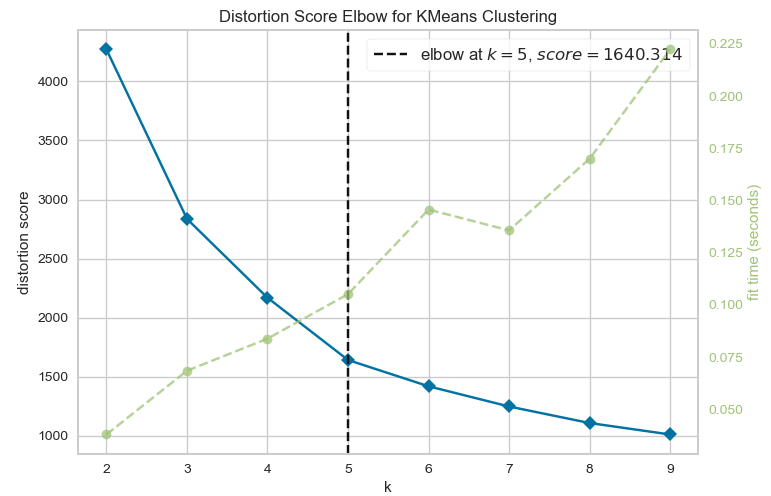 Distortion Score Elbow for KMeans Clustering
elbow at k = 5, score = 1640.314
distortion score
4000
3500
3000
2500
2000
1500
1000
0.225
0.200
0.175
0.150
0.125
0.100
0.075
0.050
fit time (seconds)
2 3 4 5 6 7 8 9
k